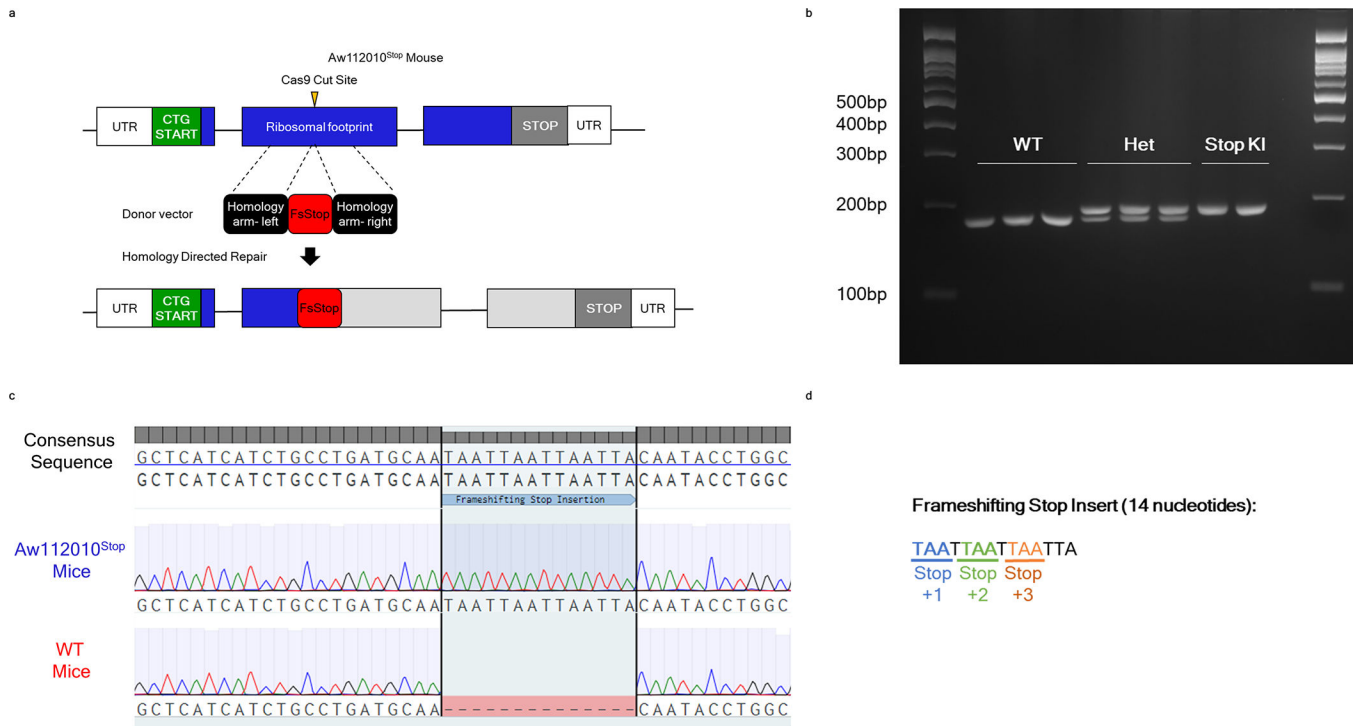 a
Aw112010Stop Mouse
Cas9 Cut Site
UTR
CTG
START
Ribosomal footprint
STOP
UTR
Donor vector
Homology
arm- left
FsStop
Homology
arm- right
Homology Directed Repair
UTR
CTG
START
FsStop
STOP
UTR
b
500bp
400bp
300bp
200bp
100bp
WT
Het
Stop KI
c
Consensus
Sequence
GCTCATCATCTGCCTGATGCAATAATTAATTAATTACAATACCTGGC
GCTCATCATCTGCCTGATGCAATAATTAATTAATTACAATACCTGGC
Frameshifting Stop Insertion
Aw112010Stop
Mice
GCTCATCATCTGCCTGATGCAATAATTAATTAATTACAATACCTGGC
WT
Mice
GCTCATCATCTGCCTGATGCAA--------------CAATACCTGGC
d
Frameshifting Stop Insert (14 nucleotides):
TAATTAATTAATTA
Stop Stop Stop
+1 +2 +3